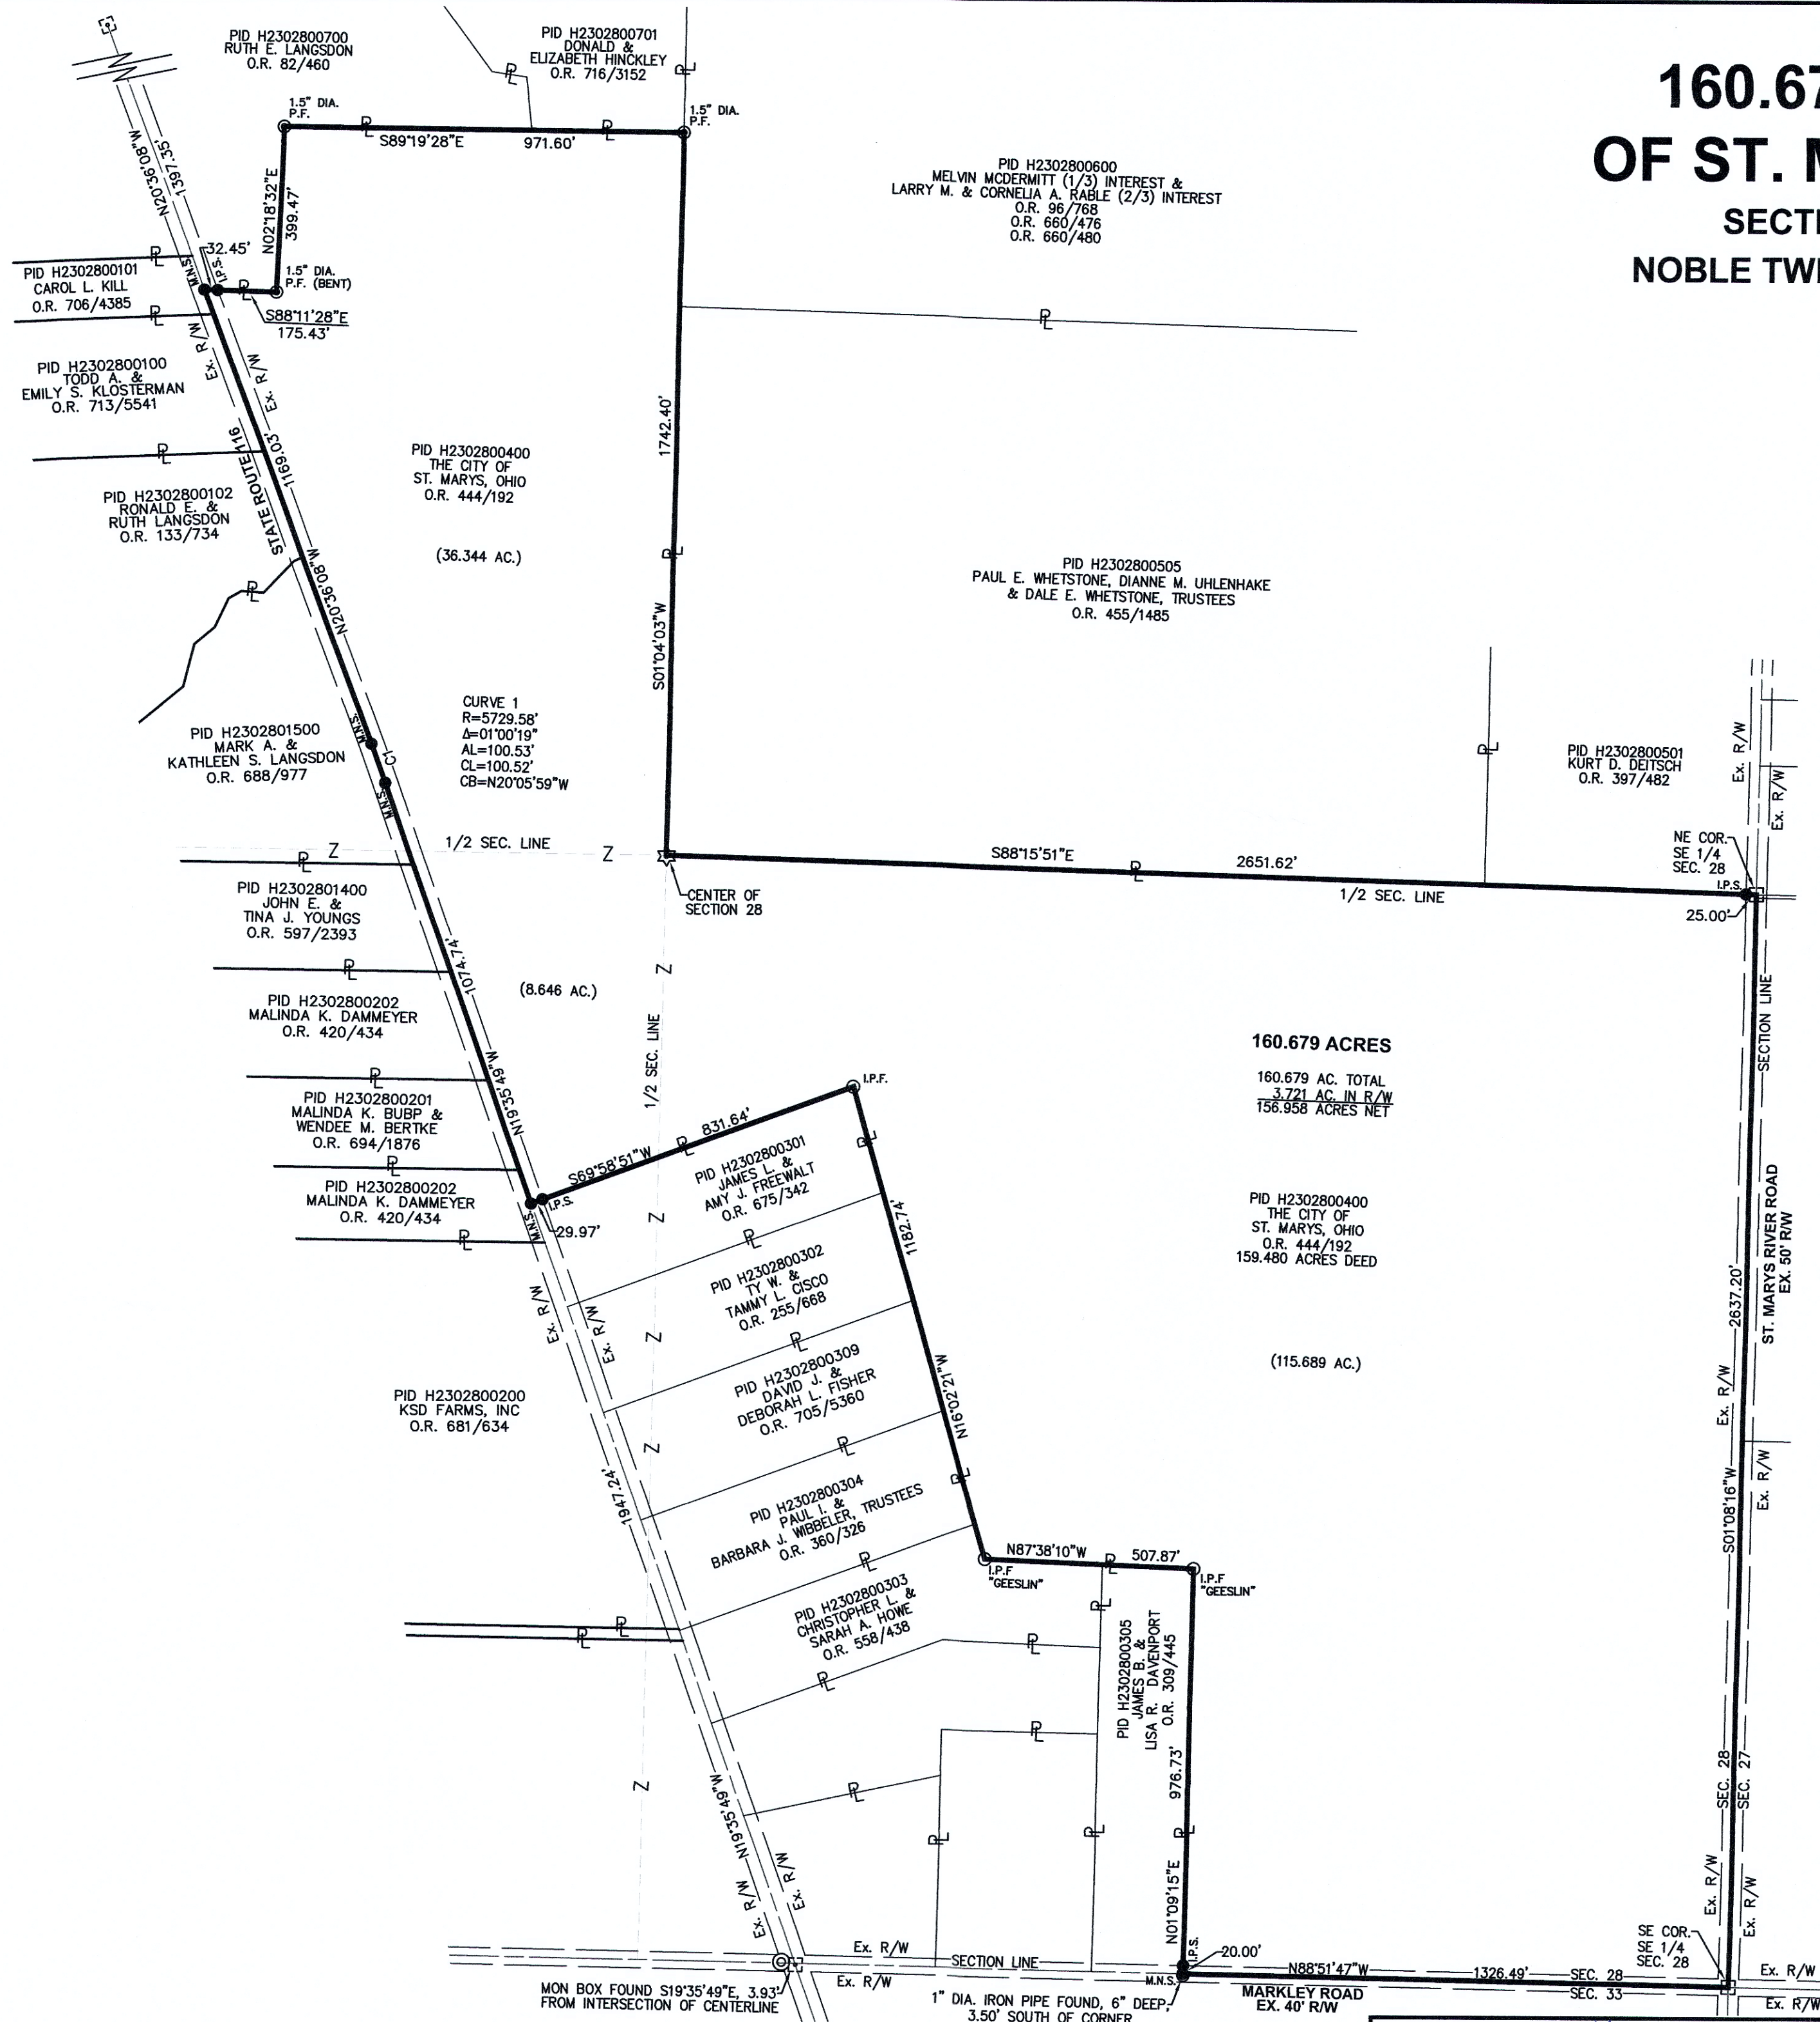 160.67
OF ST. M
SECTI
NOBLE TW
PID H2302800700
RUTH E. LANGSDON
O.R. 82/460
PID H2302800701
DONALD &
ELIZABETH HINCKLEY
O.R. 716/3152
1.5" DIA.
P.F.
S89°19'28"E
971.60'
1.5" DIA.
P.F.
N20°36'08"W
1397.35'
N02°18'32"E
399.47'
32.45'
M.N.S.
I.P.S.
1.5" DIA.
P.F. (BENT)
S88°11'28"E
175.43'
PID H2302800600
MELVIN MCDERMITT (1/3) INTEREST &
LARRY M. & CORNELIA A. RABLE (2/3) INTEREST
O.R. 96/768
O.R. 660/476
O.R. 660/480
PID H2302800101
CAROL L. KILL
O.R. 706/4385
Ex. R/W
Ex. R/W
PID H2302800100
TODD A. &
EMILY S. KLOSTERMAN
O.R. 713/5541
STATE ROUTE 116
1169.03'
N20°36'08"W
PID H2302800102
RONALD E. &
RUTH LANGSDON
O.R. 133/734
PID H2302800400
THE CITY OF
ST. MARYS, OHIO
O.R. 444/192
(36.344 AC.)
1742.40'
S01°04'03"W
PID H2302800505
PAUL E. WHETSTONE, DIANNE M. UHLENHAKE
& DALE E. WHETSTONE, TRUSTEES
O.R. 455/1485
CURVE 1
R=5729.58'
Δ=01°00'19"
AL=100.53'
CL=100.52'
CB=N20°05'59"W
PID H2302801500
MARK A. &
KATHLEEN S. LANGSDON
O.R. 688/977
M.N.S.
C1
M.N.S.
PID H2302800501
KURT D. DEITSCH
O.R. 397/482
Ex. R/W
Ex. R/W
NE COR.
SE 1/4
SEC. 28
I.P.S.
25.00'
Z
1/2 SEC. LINE
Z
S88°15'51"E
2651.62'
1/2 SEC. LINE
CENTER OF
SECTION 28
PID H2302801400
JOHN E. &
TINA J. YOUNGS
O.R. 597/2393
1074.74'
N19°35'49"W
(8.646 AC.)
Z
1/2 SEC. LINE
PID H2302800202
MALINDA K. DAMMEYER
O.R. 420/434
160.679 ACRES
160.679 AC. TOTAL
3.721 AC. IN R/W
156.958 ACRES NET
SECTION LINE
PID H2302800201
MALINDA K. BUBP &
WENDEE M. BERTKE
O.R. 694/1876
PID H2302800202
MALINDA K. DAMMEYER
O.R. 420/434
I.P.F.
S69°58'51"W
831.64'
I.P.S.
M.N.S.
29.97'
PID H2302800301
JAMES L. &
AMY J. FREEWALT
O.R. 675/342
1182.74'
N16°02'21"W
PID H2302800400
THE CITY OF
ST. MARYS, OHIO
O.R. 444/192
159.480 ACRES DEED
(115.689 AC.)
ST. MARYS RIVER ROAD
EX. 50' R/W
2637.20'
S01°08'16"W
Ex. R/W
Ex. R/W
Z
Ex. R/W
Ex. R/W
PID H2302800302
TY W. &
TAMMY L. CISCO
O.R. 255/668
Z
PID H2302800309
DAVID J. &
DEBORAH L. FISHER
O.R. 705/5360
Z
PID H2302800200
KSD FARMS, INC
O.R. 681/634
1947.24'
PID H2302800304
PAUL I. &
BARBARA J. WIBBELER, TRUSTEES
O.R. 360/326
N87°38'10"W
507.87'
I.P.F
"GEESLIN"
I.P.F
"GEESLIN"
PID H2302800303
CHRISTOPHER L. &
SARAH A. HOWE
O.R. 558/438
PID H2302800305
JAMES B. &
LISA R. DAVENPORT
O.R. 309/445
976.73'
N01°09'15"E
Z
N19°35'49"W
Ex. R/W
Ex. R/W
SEC. 28
SEC. 27
Ex. R/W
Ex. R/W
SE COR.
SE 1/4
SEC. 28
Ex. R/W
SECTION LINE
Ex. R/W
I.P.S.
20.00'
M.N.S.
N88°51'47"W
1326.49'
SEC. 28
SEC. 33
Ex. R/W
Ex. R/W
MARKLEY ROAD
EX. 40' R/W
MON BOX FOUND S19°35'49"E, 3.93'
FROM INTERSECTION OF CENTERLINE
1" DIA. IRON PIPE FOUND, 6" DEEP,
3.50' SOUTH OF CORNER